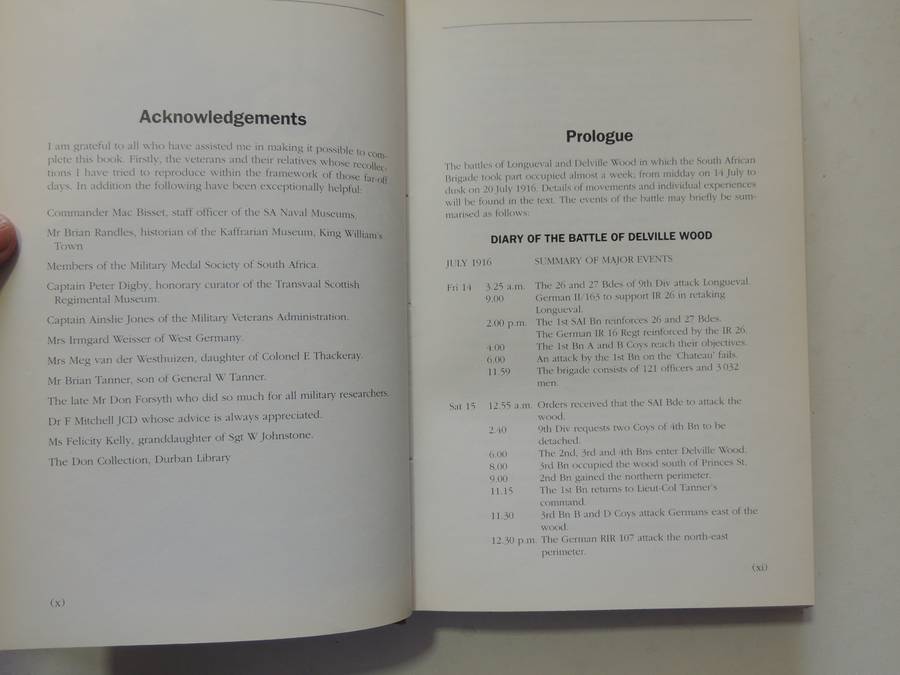 Acknowledgements
I am grateful to all who have assisted me in making it possible to com-
plete this book. Firstly, the veterans and their relatives whose recollec-
tions I have tried to reproduce within the framework of those far-off
days. In addition the following have been exceptionally helpful:
Commander Mac Bisset, staff officer of the SA Naval Museums.
Mr Brian Randles, historian of the Kaffrarian Museum, King William's
Town
Members of the Military Medal Society of South Africa.
Captain Peter Digby, honorary curator of the Transvaal Scottish
Regimental Museum.
Captain Ainslie Jones of the Military Veterans Administration.
Mrs Irmgard Weisser of West Germany.
Mrs Meg van der Westhuizen, daughter of Colonel E Thackeray.
Mr Brian Tanner, son of General W Tanner.
The late Mr Don Forsyth who did so much for all military researchers.
Dr F Mitchell JCD whose advice is always appreciated.
Ms Felicity Kelly, granddaughter of Sgt W Johnstone.
The Don Collection, Durban Library
(x)
Prologue
The battles of Longueval and Delville Wood in which the South African
Brigade took part occupied almost a week; from midday on 14 July to
dusk on 20 July 1916. Details of movements and individual experiences
will be found in the text. The events of the battle may briefly be sum-
marised as follows:
DIARY OF THE BATTLE OF DELVILLE WOOD
JULY 1916 SUMMARY OF MAJOR EVENTS
Fri 14 3.25 a.m. The 26 and 27 Bdes of 9th Div attack Longueval.
9.00 German II/163 to support IR 26 in retaking
Longueval.
2.00 p.m. The 1st SAI Bn reinforces 26 and 27 Bdes.
The German IR 16 Regt reinforced by the IR 26.
4.00 The 1st Bn A and B Coys reach their objectives.
6.00 An attack by the 1st Bn on the 'Chateau' fails.
11.59 The brigade consists of 121 officers and 3 032
men.
Sat 15 12.55 a.m. Orders received that the SAI Bde to attack the
wood.
2.40 9th Div requests two Coys of 4th Bn to be
detached.
6.00 The 2nd, 3rd and 4th Bns enter Delville Wood.
8.00 3rd Bn occupied the wood south of Princes St.
9.00 2nd Bn gained the northern perimeter.
11.15 The 1st Bn returns to Lieut-Col Tanner's
command.
11.30 3rd Bn B and D Coys attack Germans east of the
wood.
12.30 p.m. The German RIR 107 attack the north-east
perimeter.
(xi)